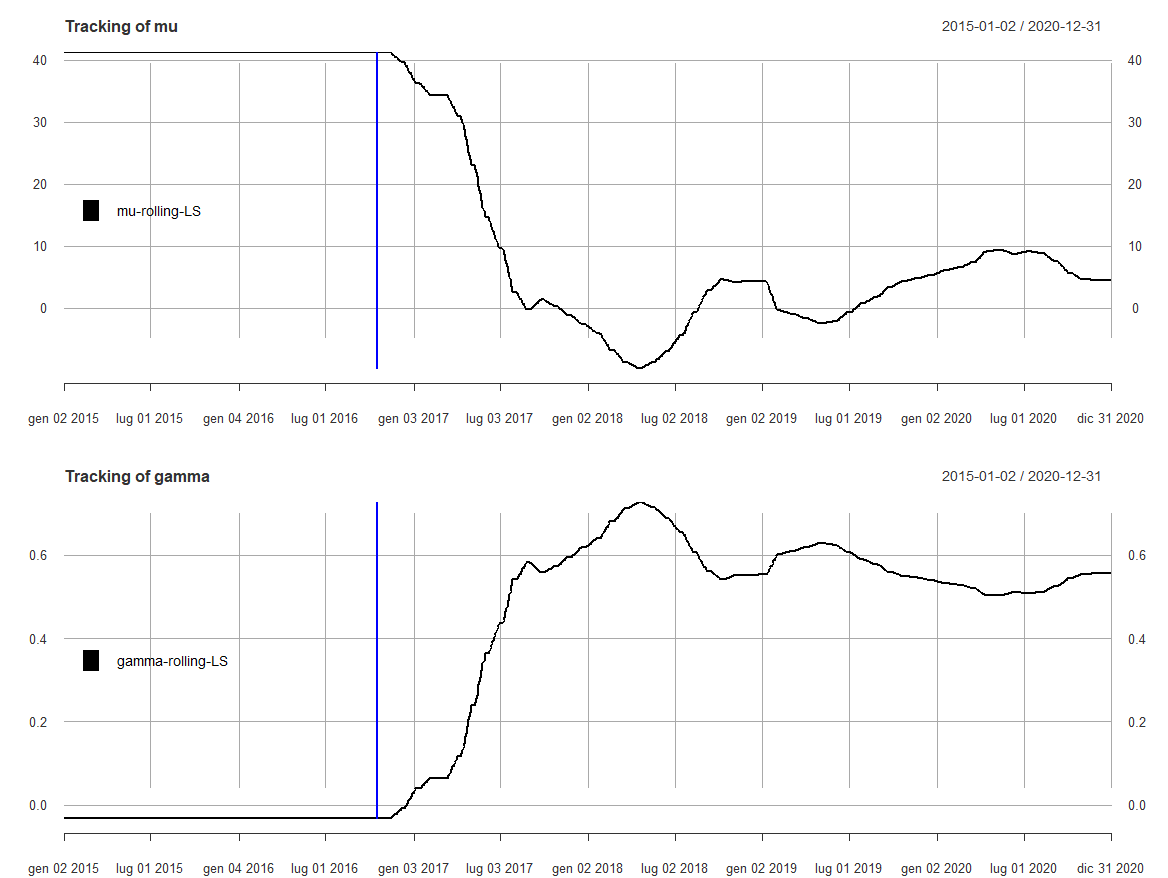 Tracking of mu 2015-01-02 / 2020-12-31
40 40
30 30
20 20
mu-rolling-LS
10 10
0 0
gen 02 2015 lug 01 2015 gen 04 2016 lug 01 2016 gen 03 2017 lug 03 2017 gen 02 2018 lug 02 2018 gen 02 2019 lug 01 2019 gen 02 2020 lug 01 2020 dic 31 2020
Tracking of gamma 2015-01-02 / 2020-12-31
0.6 0.6
0.4 0.4
gamma-rolling-LS
0.2 0.2
0.0 0.0
gen 02 2015 lug 01 2015 gen 04 2016 lug 01 2016 gen 03 2017 lug 03 2017 gen 02 2018 lug 02 2018 gen 02 2019 lug 01 2019 gen 02 2020 lug 01 2020 dic 31 2020